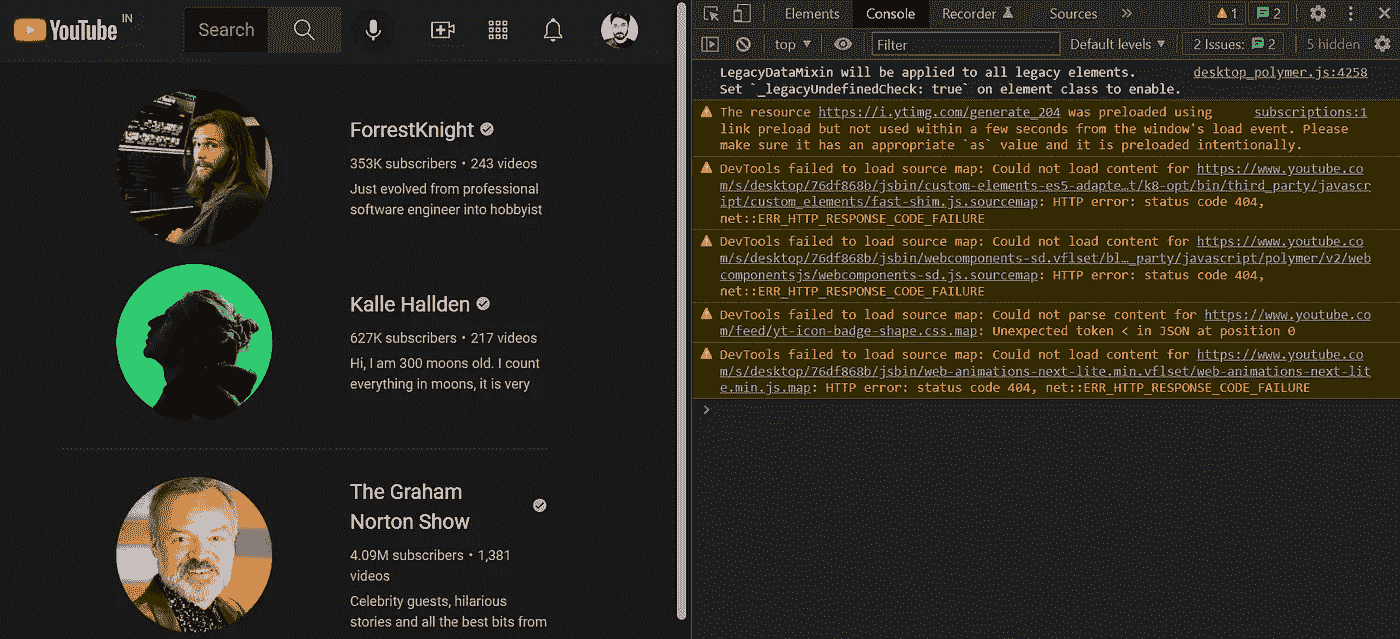 YouTube IN
Search
ForrestKnight
353K subscribers • 243 videos
Just evolved from professional
software engineer into hobbyist
Kalle Hallden
627K subscribers • 217 videos
Hi, I am 300 moons old. I count
everything in moons, it is very
The Graham
Norton Show
4.09M subscribers • 1,381
videos
Celebrity guests, hilarious
stories and all the best bits from
Elements Console Recorder Sources » 1 2
top Filter Default levels 2 Issues: 2 5 hidden
LegacyDataMixin will be applied to all legacy elements. desktop_polymer.js:4258
Set `_legacyUndefinedCheck: true` on element class to enable.
The resource https://i.ytimg.com/generate_204 was preloaded using subscriptions:1
link preload but not used within a few seconds from the window's load event. Please
make sure it has an appropriate `as` value and it is preloaded intentionally.
DevTools failed to load source map: Could not load content for https://www.youtube.co
m/s/desktop/76df868b/jsbin/custom-elements-es5-adapte…t/k8-opt/bin/third_party/javascr
ipt/custom_elements/fast-shim.js.sourcemap: HTTP error: status code 404,
net::ERR_HTTP_RESPONSE_CODE_FAILURE
DevTools failed to load source map: Could not load content for https://www.youtube.co
m/s/desktop/76df868b/jsbin/webcomponents-sd.vflset/bl…_party/javascript/polymer/v2/web
componentsjs/webcomponents-sd.js.sourcemap: HTTP error: status code 404,
net::ERR_HTTP_RESPONSE_CODE_FAILURE
DevTools failed to load source map: Could not parse content for https://www.youtube.co
m/feed/yt-icon-badge-shape.css.map: Unexpected token < in JSON at position 0
DevTools failed to load source map: Could not load content for https://www.youtube.co
m/s/desktop/76df868b/jsbin/web-animations-next-lite.min.vflset/web-animations-next-lit
e.min.js.map: HTTP error: status code 404, net::ERR_HTTP_RESPONSE_CODE_FAILURE
>